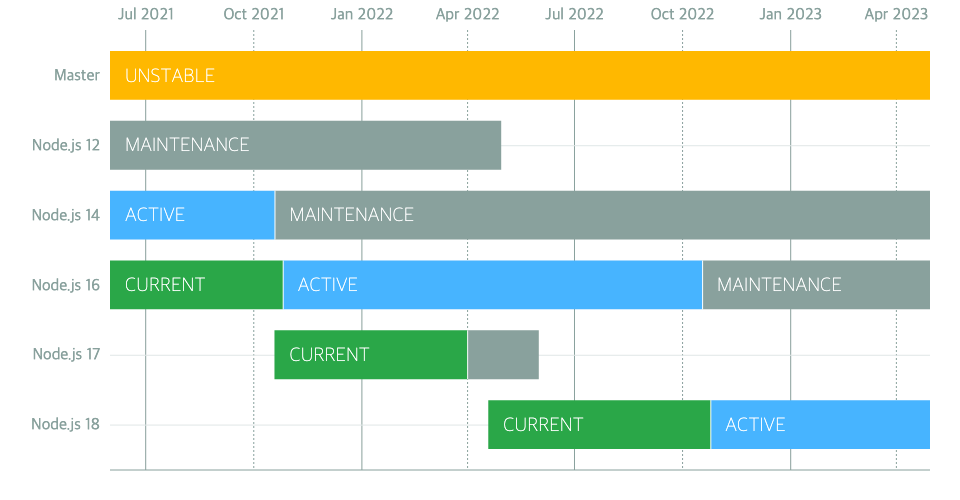 Jul 2021 Oct 2021 Jan 2022 Apr 2022 Jun 2022 Oct 2022 Jan 2023 Apr 2023
Master UNSTABLE
Node.js 12 MAINTENANCE
Node.js 14 ACTIVE MAINTENANCE
Node.js 16 CURRENT ACTIVE MAINTENANCE
Node.js 17 CURRENT
Node.js 18 CURRENT ACTIVE